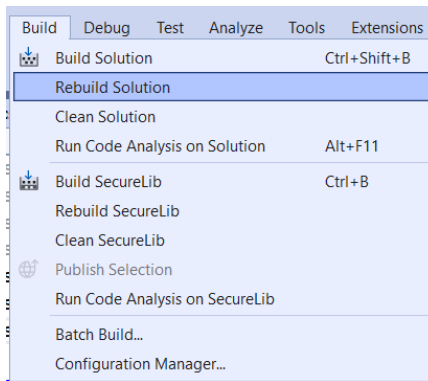 Build Debug Test Analyze Tools Extensions
Build Solution Ctrl+Shift+B
Rebuild Solution
Clean Solution
Run Code Analysis on Solution Alt+F11
Build SecureLib Ctrl+B
Rebuild SecureLib
Clean SecureLib
Publish Selection
Run Code Analysis on SecureLib
Batch Build...
Configuration Manager...